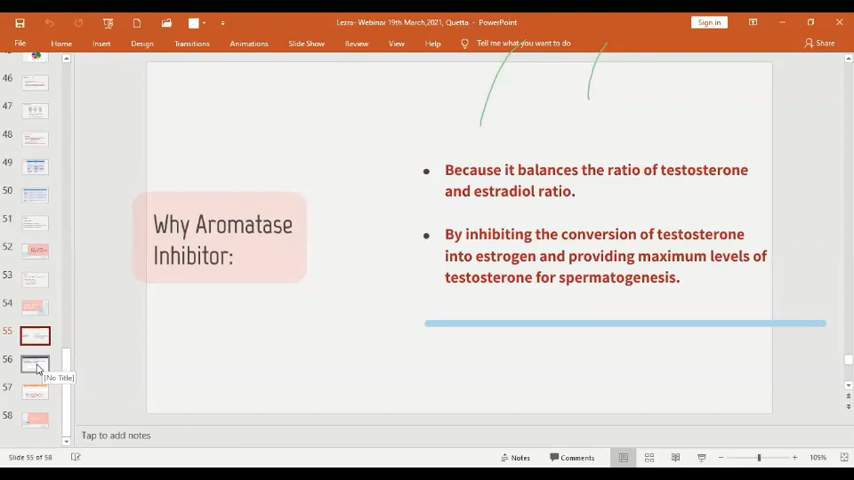 Lezra- Webinar 19th March,2021, Quetta - PowerPoint
Sign in
File Home Insert Design Transitions Animations Slide Show Review View Help Tell me what you want to do Share
46
47
48
49
50
51
52
53
54
55
56
57
58
[No Title]
Why Aromatase
Inhibitor:
Because it balances the ratio of testosterone
and estradiol ratio.
By inhibiting the conversion of testosterone
into estrogen and providing maximum levels of
testosterone for spermatogenesis.
Tap to add notes
Slide 55 of 58 Notes Comments 105%